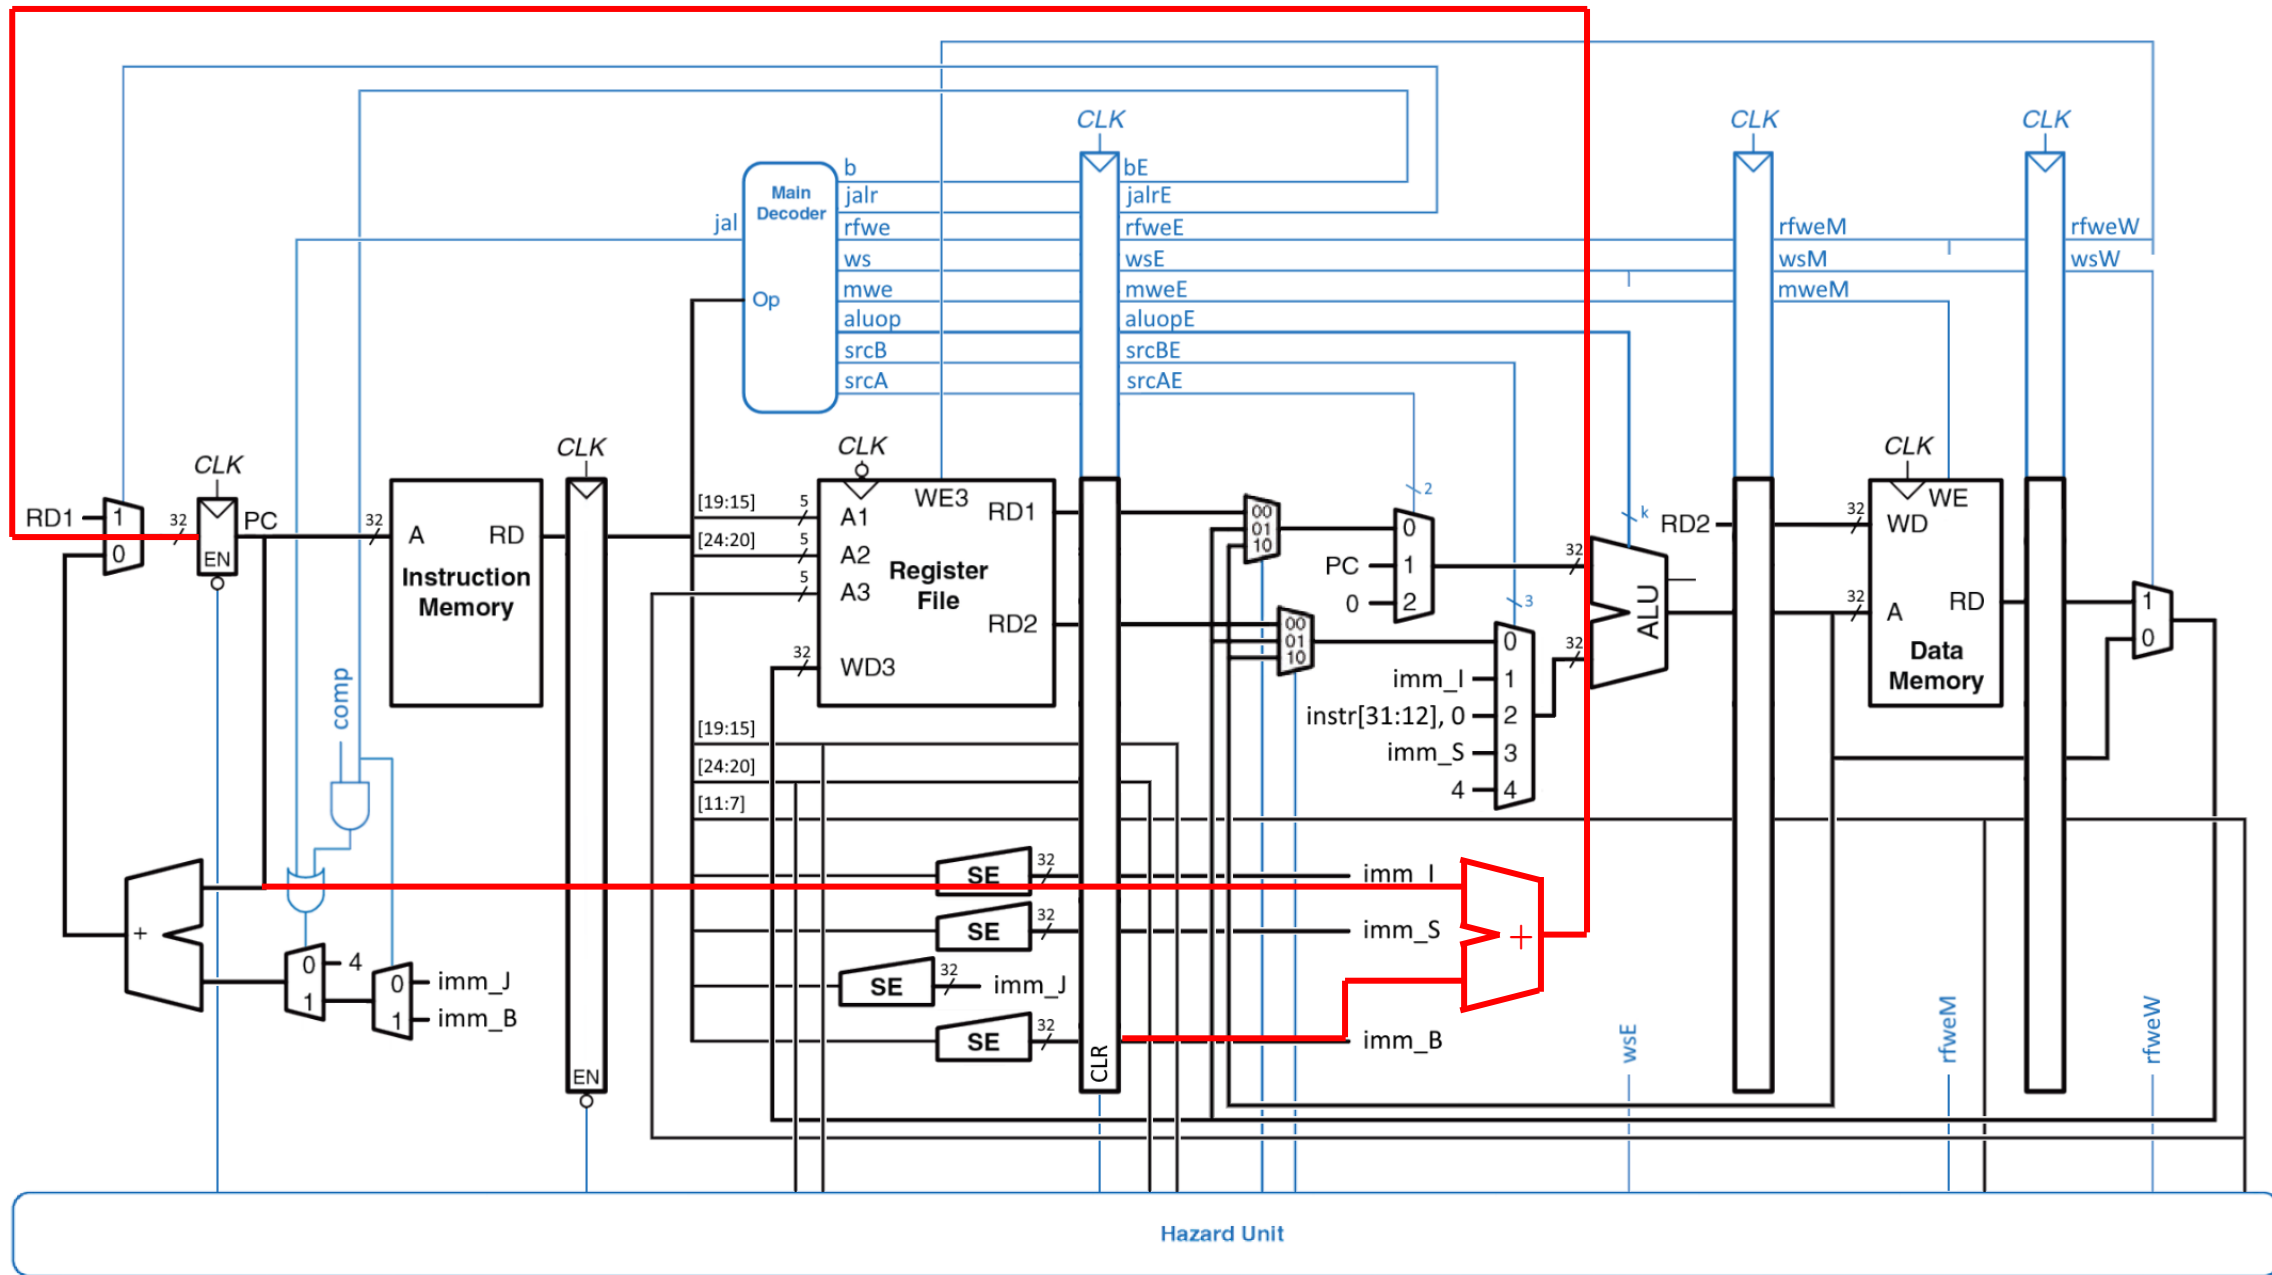 CLK
CLK
CLK
b
bE
Main
Decoder
jalr
jalrE
jal
rfwe
rfweE
rfweM
rfweW
ws
wsE
wsM
wsW
Op
mwe
mweE
mweM
aluop
aluopE
srcB
srcBE
srcA
srcAE
CLK
CLK
CLK
CLK
2
[19:15]
5
WE3
RD1
00
01
10
0
k
WE
RD1
1
32
PC
32
A
RD
A1
RD2
32
WD
0
EN
[24:20]
5
A2
PC
1
32
Instruction
Memory
Register
File
5
A3
0
2
3
ALU
32
A
RD
1
0
RD2
00
01
10
0
32
32
WD3
imm_I
1
Data
Memory
comp
instr[31:12], 0
2
[19:15]
imm_S
3
[24:20]
4
4
[11:7]
SE
32
imm_I
SE
32
imm_S
+
+
0
4
SE
32
imm_J
0
imm_J
1
1
imm_B
SE
32
imm_B
wsE
rfweM
rfweW
EN
CLR
Hazard Unit